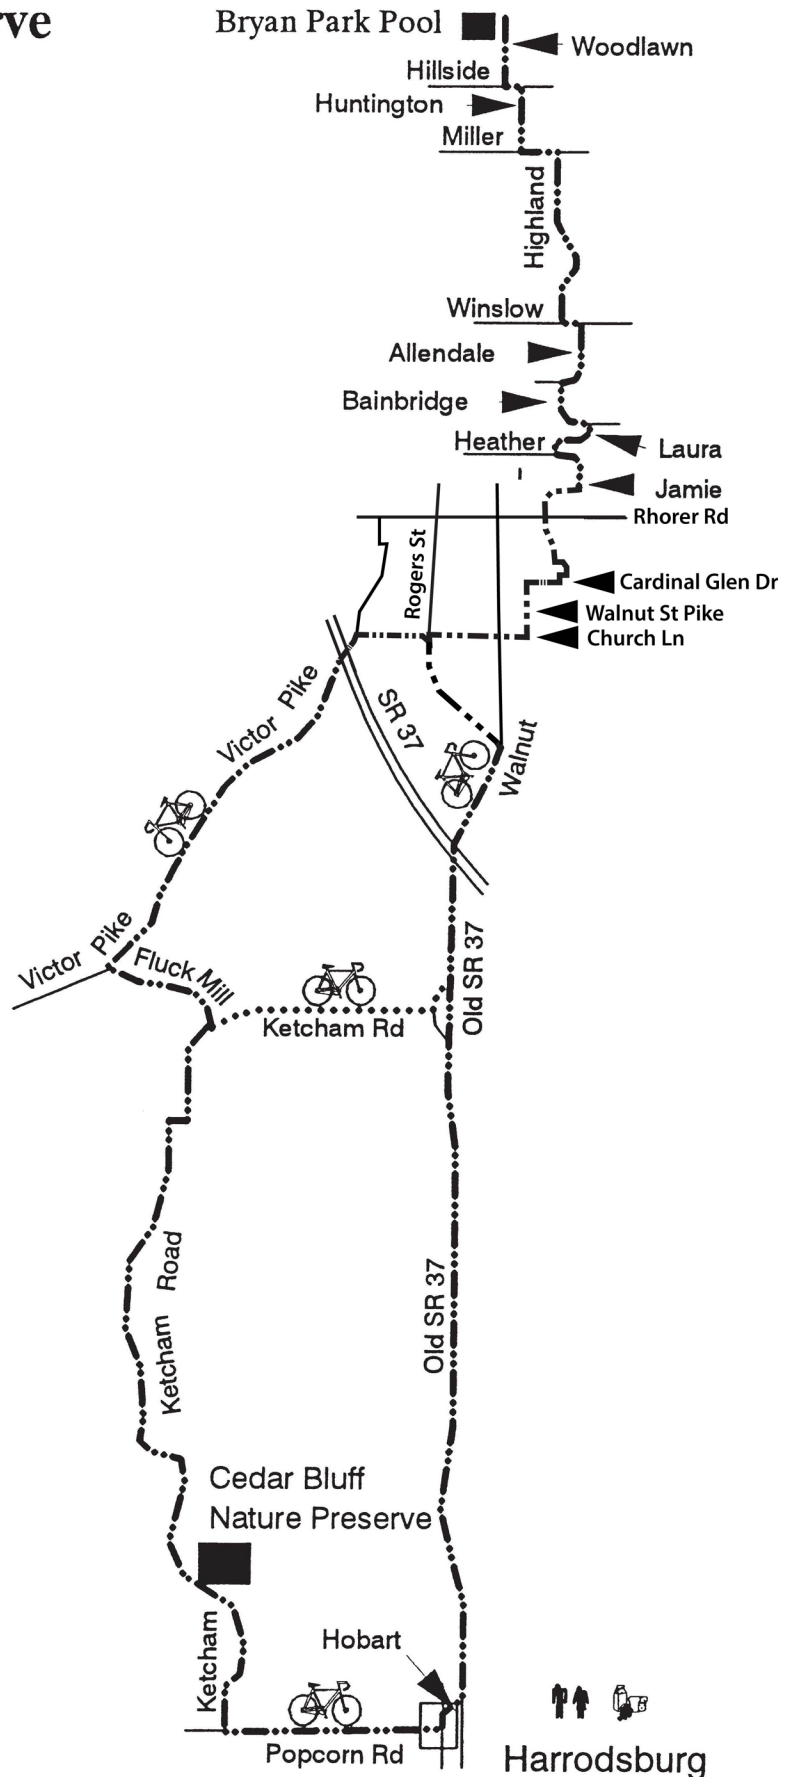 rve
Bryan Park Pool
Woodlawn
Hillside
Huntington
Miller
Highland
Winslow
Allendale
Bainbridge
Heather
Laura
Jamie
Rhorer Rd
Rogers St
Cardinal Glen Dr
Walnut St Pike
Church Ln
Victor Pike
SR 37
Walnut
Victor Pike
Fluck Mill
Old SR 37
Ketcham Rd
Ketcham Road
Old SR 37
Cedar Bluff
Nature Preserve
Ketcham
Hobart
Popcorn Rd
Harrodsburg